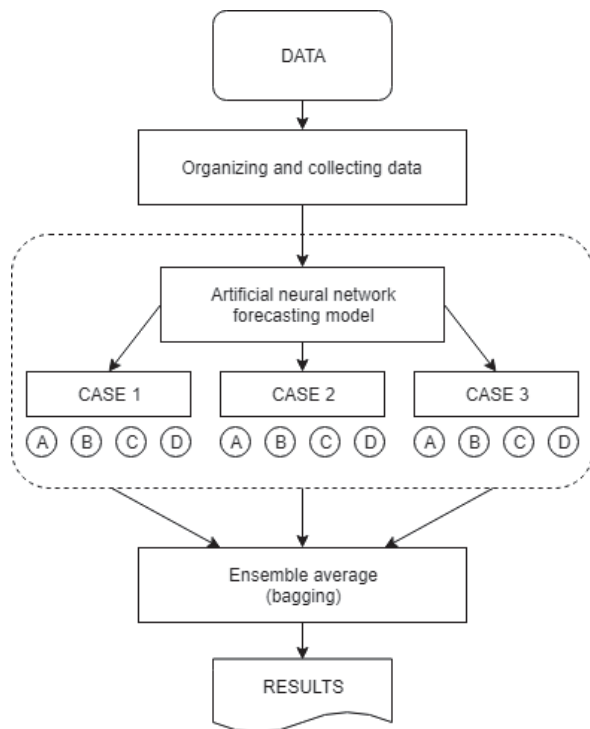 DATA
Organizing and collecting data
Artificial neural network
forecasting model
CASE 1 CASE 2 CASE 3
A B C D A B C D A B C D
Ensemble average
(bagging)
RESULTS